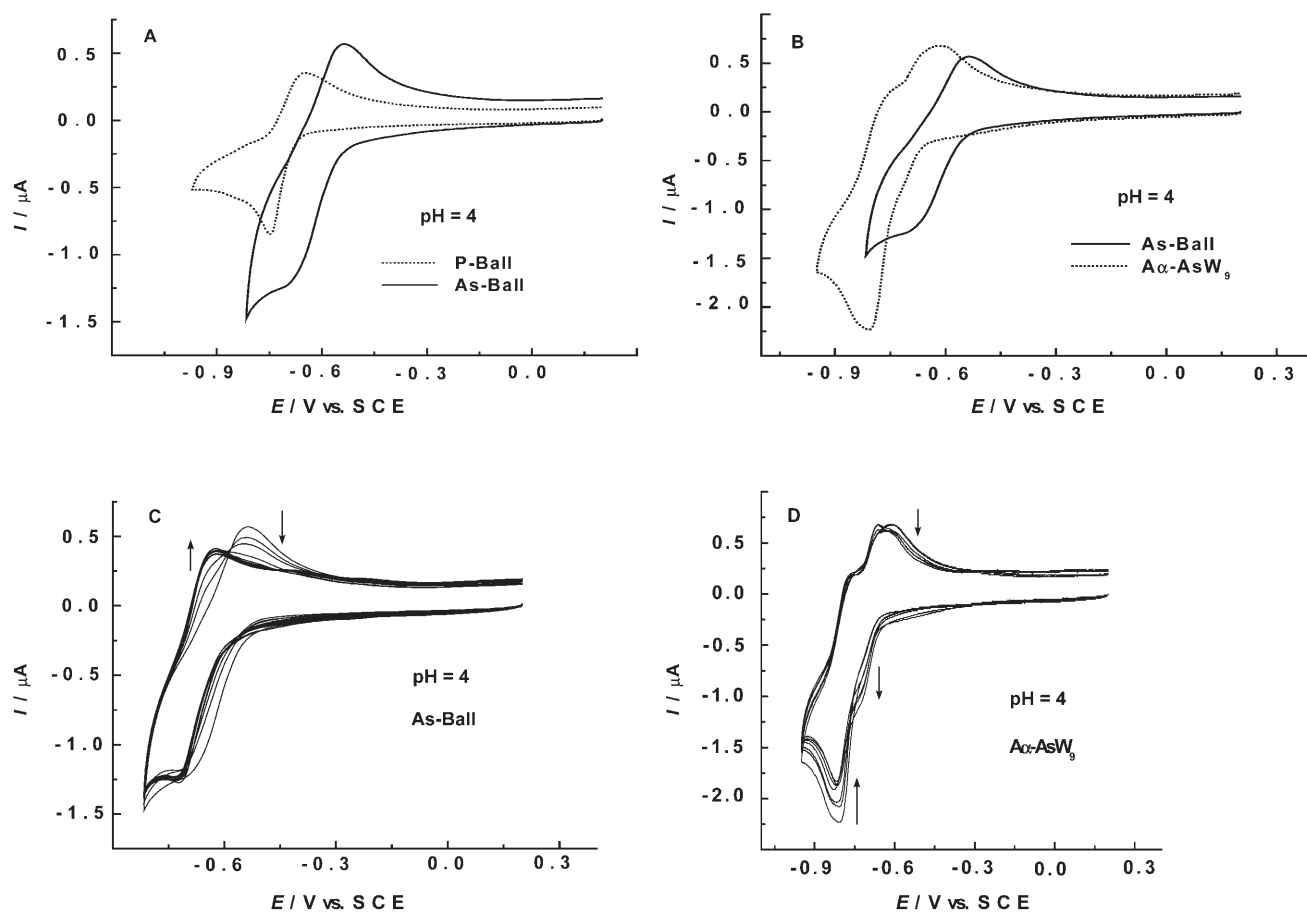 A
0.5
0.0
-0.5
-1.0
-1.5
I / µA
pH = 4
P-Ball
As-Ball
-0.9 -0.6 -0.3 0.0
E / V vs. SCE
B
0.5
0.0
-0.5
-1.0
-1.5
-2.0
I / µA
pH = 4
As-Ball
Aα-AsW9
-0.9 -0.6 -0.3 0.0 0.3
E / V vs. SCE
C
0.5
0.0
-0.5
-1.0
-1.5
I / µA
pH = 4
As-Ball
-0.6 -0.3 0.0 0.3
E / V vs. SCE
D
0.5
0.0
-0.5
-1.0
-1.5
-2.0
I / µA
pH = 4
Aα-AsW9
-0.9 -0.6 -0.3 0.0 0.3
E / V vs. SCE